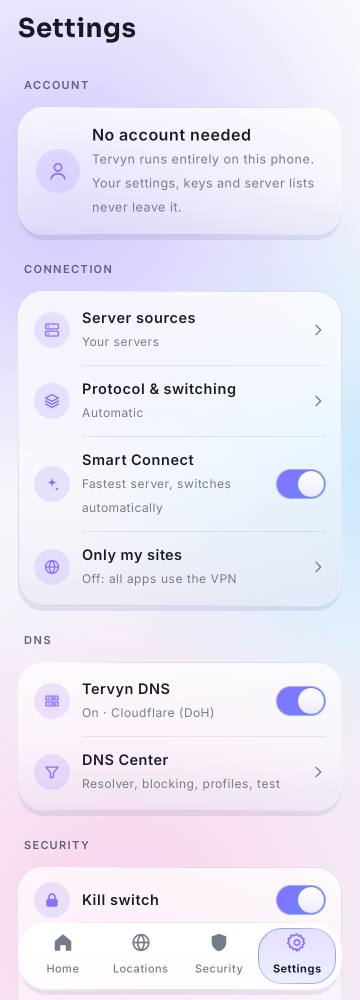 Settings
ACCOUNT
No account needed
Tervyn runs entirely on this phone.
Your settings, keys and server lists
never leave it.
CONNECTION
Server sources
Your servers
Protocol & switching
Automatic
Smart Connect
Fastest server, switches
automatically
Only my sites
Off: all apps use the VPN
DNS
Tervyn DNS
On · Cloudflare (DoH)
DNS Center
Resolver, blocking, profiles, test
SECURITY
Kill switch
Home
Locations
Security
Settings